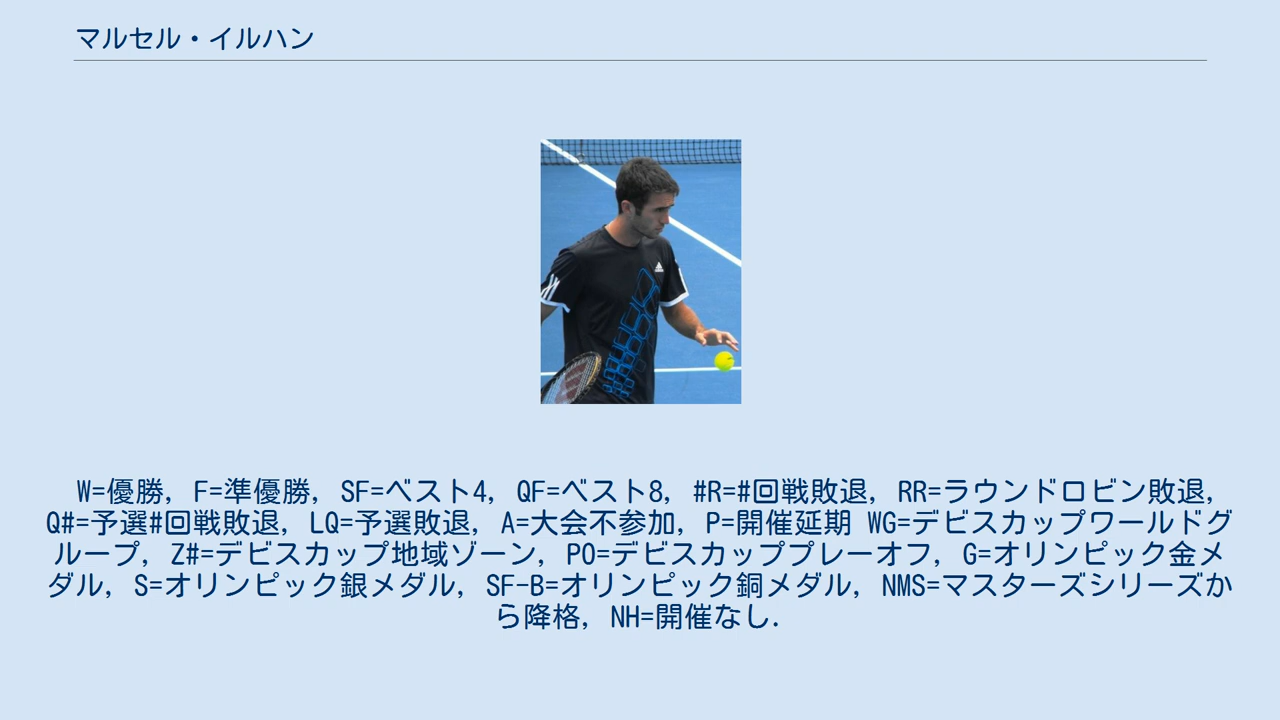 マルセル・イルハン
W=優勝, F=準優勝, SF=ベスト4, QF=ベスト8, #R=#回戦敗退, RR=ラウンドロビン敗退,
Q#=予選#回戦敗退, LQ=予選敗退, A=大会不参加, P=開催延期 WG=デビスカップワールドグ
ループ, Z#=デビスカップ地域ゾーン, PO=デビスカッププレーオフ, G=オリンピック金メ
ダル, S=オリンピック銀メダル, SF-B=オリンピック銅メダル, NMS=マスターズシリーズか
ら降格, NH=開催なし.